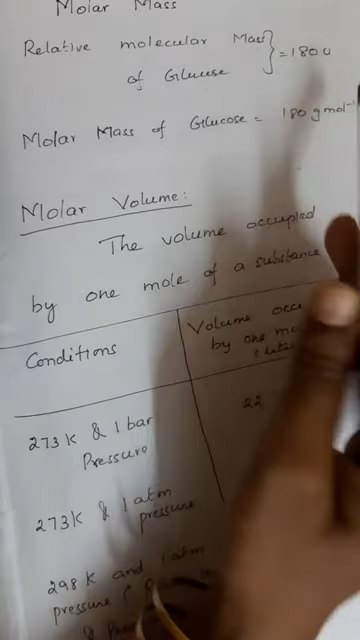 Molar Mass
Relative molecular Mass
of Glucose } = 180 u
Molar Mass of Glucose = 180 g mol⁻¹
Molar Volume:
The volume occupied
by one mole of a substance
Conditions
Volume
by one
273 K & 1 bar
Pressure
22
273 K & 1 atm
pressure
298 K and 1 atm
pressure (
&